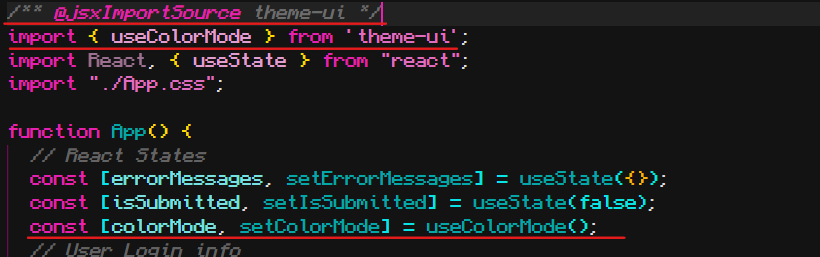 /** @jsxImportSource theme-ui */
import { useColorMode } from 'theme-ui';
import React, { useState } from "react";
import "./App.css";
function App() {
// React States
const [errorMessages, setErrorMessages] = useState({});
const [isSubmitted, setIsSubmitted] = useState(false);
const [colorMode, setColorMode] = useColorMode();
// User Login info